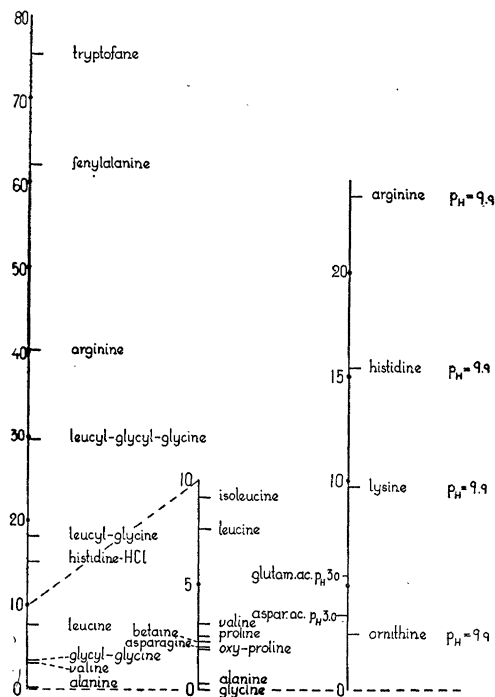 80
tryptofane
70
fenylalanine
60
50
40 arginine
30 leucyl-glycyl-glycine
20
leucyl-glycine
histidine-HCl
10
leucine
glycyl-glycine
valine
alanine
0
10
isoleucine
leucine
5
valine
betaine proline
asparagine oxy-proline
alanine
0 glycine
arginine pH=9.9
20
histidine pH=9.9
15
10 lysine pH=9.9
glutam.ac. pH 3.0
aspar.ac. pH 3.0
ornithine pH=9.9
0